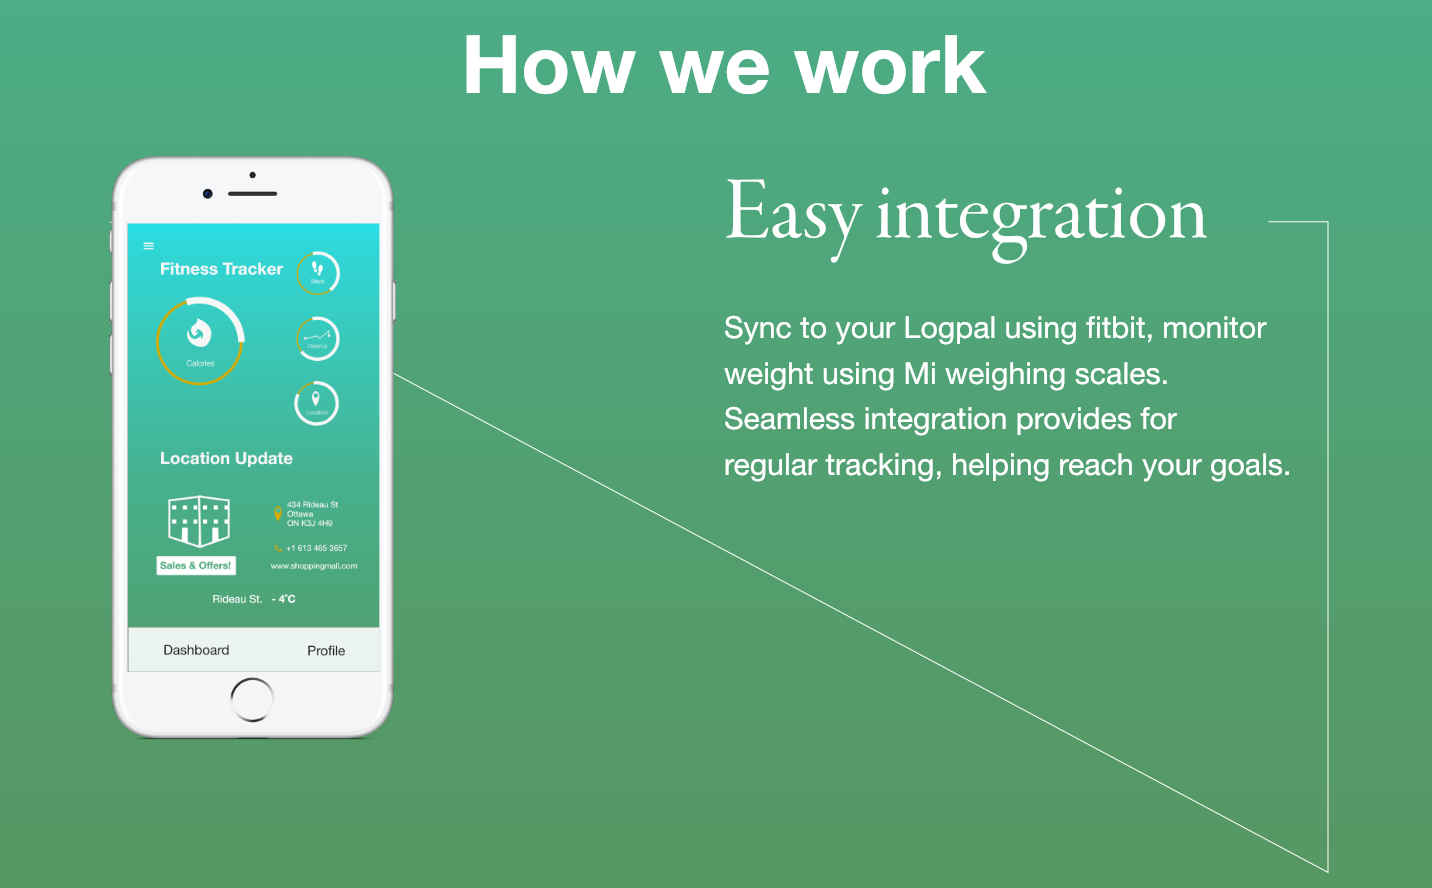 How we work
Easy integration
Sync to your Logpal using fitbit, monitor
weight using Mi weighing scales.
Seamless integration provides for
regular tracking, helping reach your goals.
Fitness Tracker
Steps
Calories
Distance
Locations
Location Update
434 Rideau St
Ottawa
ON K3J 4H9
+1 613 465 3657
Sales & Offers!
www.shoppingmall.com
Rideau St. - 4°C
Dashboard
Profile